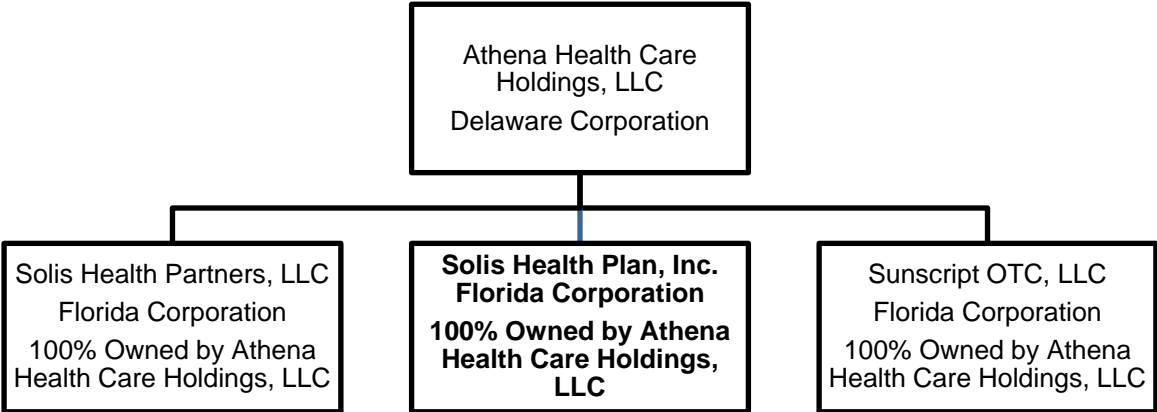 Athena Health Care
Holdings, LLC
Delaware Corporation
Solis Health Partners, LLC
Florida Corporation
100% Owned by Athena
Health Care Holdings, LLC
Solis Health Plan, Inc.
Florida Corporation
100% Owned by Athena
Health Care Holdings,
LLC
Sunscript OTC, LLC
Florida Corporation
100% Owned by Athena
Health Care Holdings, LLC